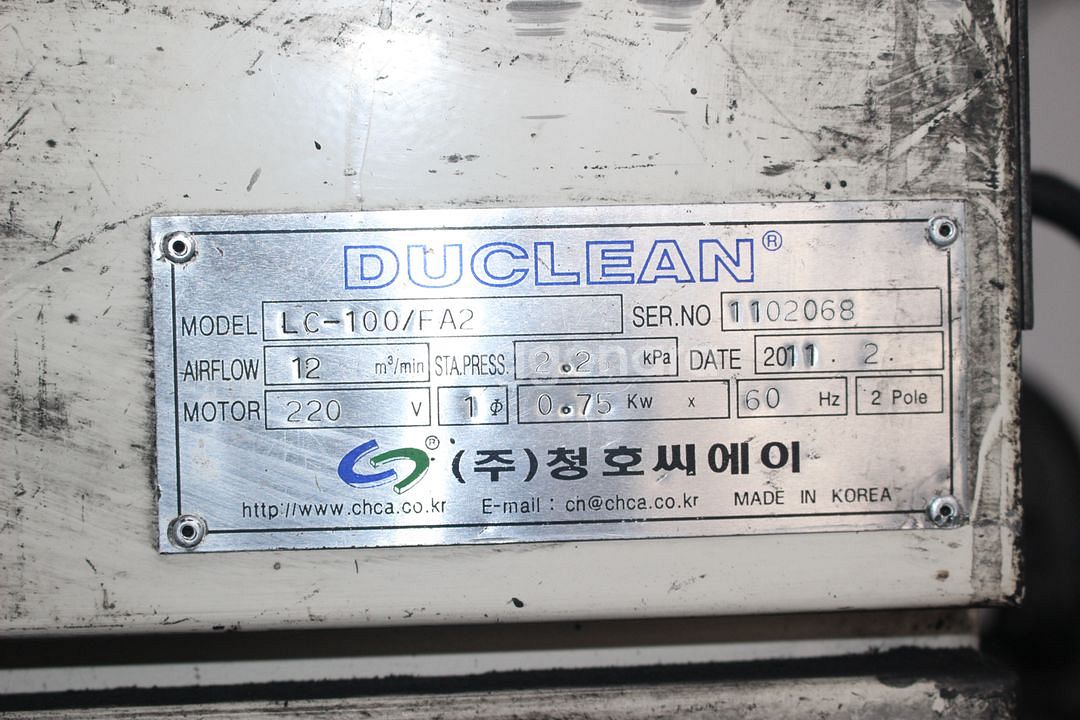 DUCLEAN®
MODEL LC-100/FA2 SER.NO 1102068
AIRFLOW 12 m³/min STA.PRESS. 2.2 kPa DATE 2011. 2.
MOTOR 220 V 1 Φ 0.75 Kw x 60 Hz 2 Pole
® (주)청호씨에이
http://www.chca.co.kr E-mail : cn@chca.co.kr MADE IN KOREA